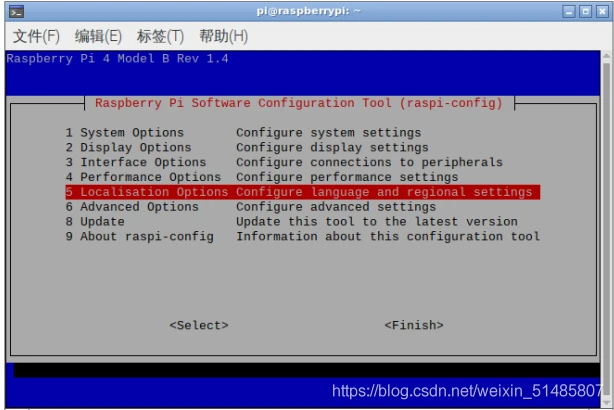 pi@raspberrypi: ~
文件(F) 编辑(E) 标签(T) 帮助(H)
Raspberry Pi 4 Model B Rev 1.4
Raspberry Pi Software Configuration Tool (raspi-config)
1 System Options Configure system settings
2 Display Options Configure display settings
3 Interface Options Configure connections to peripherals
4 Performance Options Configure performance settings
5 Localisation Options Configure language and regional settings
6 Advanced Options Configure advanced settings
8 Update Update this tool to the latest version
9 About raspi-config Information about this configuration tool
<Select> <Finish>
https://blog.csdn.net/weixin_51485807